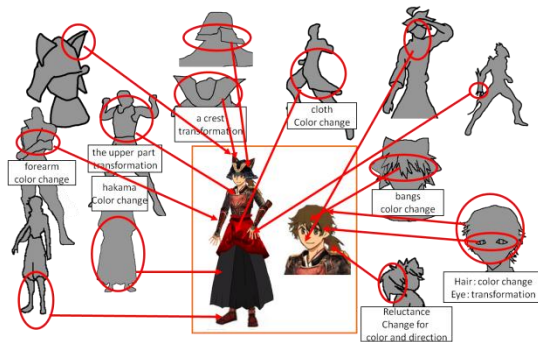 a crest
transformation
cloth
Color change
forearm
color change
the upper part
transformation
hakama
Color change
bangs
color change
Hair : color change
Eye : transformation
Reluctance
Change for
color and direction